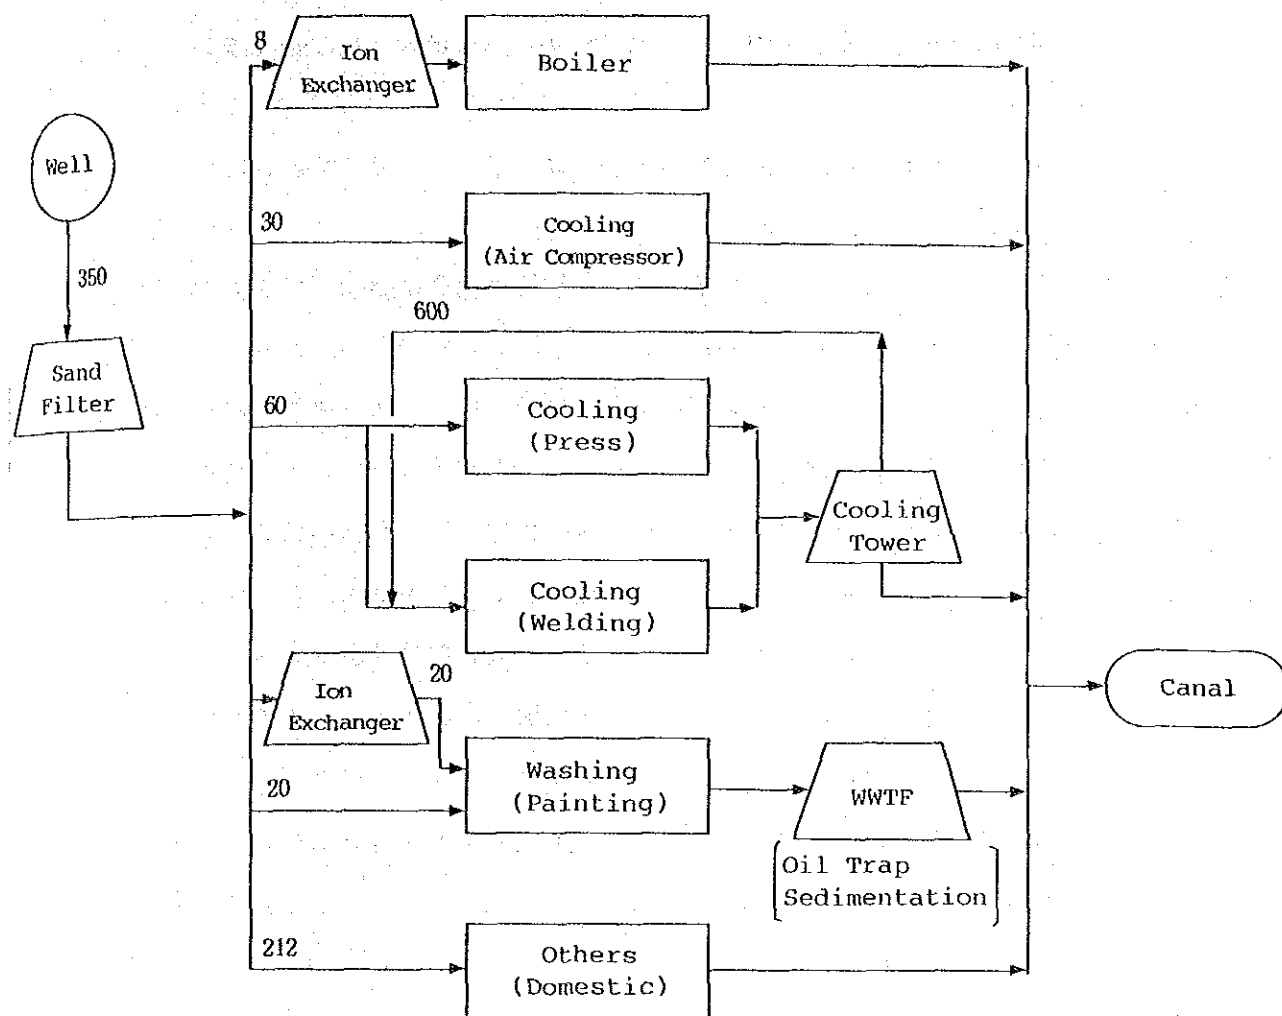 8
Ion
Exchanger
Boiler
Well
30
Cooling
(Air Compressor)
350
600
Sand
Filter
60
Cooling
(Press)
Cooling
Tower
Cooling
(Welding)
Ion
Exchanger
20
Canal
Washing
(Painting)
20
WWTF
Oil Trap
Sedimentation
212
Others
(Domestic)